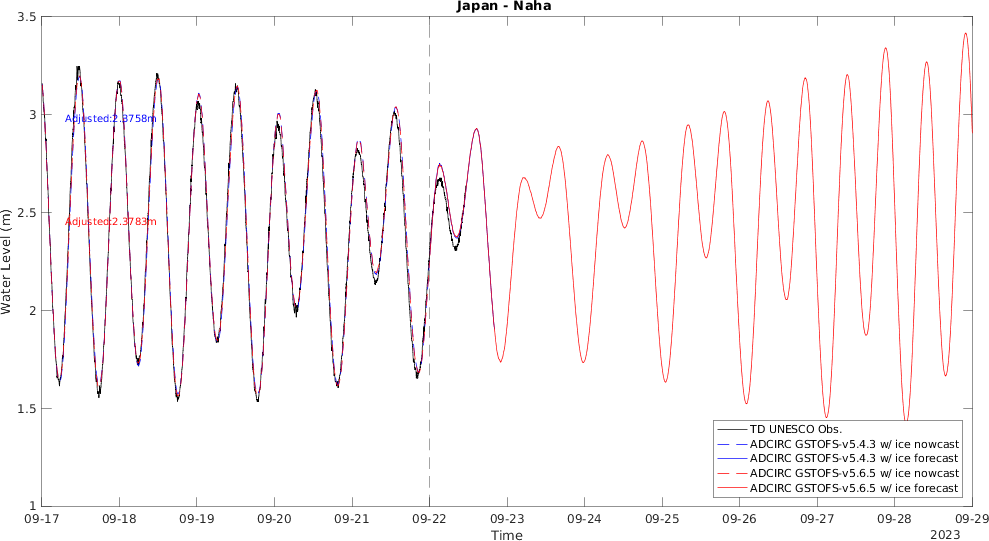 Japan - Naha
3.5
3
2.5
2
1.5
1
Water Level (m)
Adjusted:2.3758m
Adjusted:2.3783m
TD UNESCO Obs.
ADCIRC GSTOFS-v5.4.3 w/ ice nowcast
ADCIRC GSTOFS-v5.4.3 w/ ice forecast
ADCIRC GSTOFS-v5.6.5 w/ ice nowcast
ADCIRC GSTOFS-v5.6.5 w/ ice forecast
09-17 09-18 09-19 09-20 09-21 09-22 09-23 09-24 09-25 09-26 09-27 09-28 09-29
Time
2023